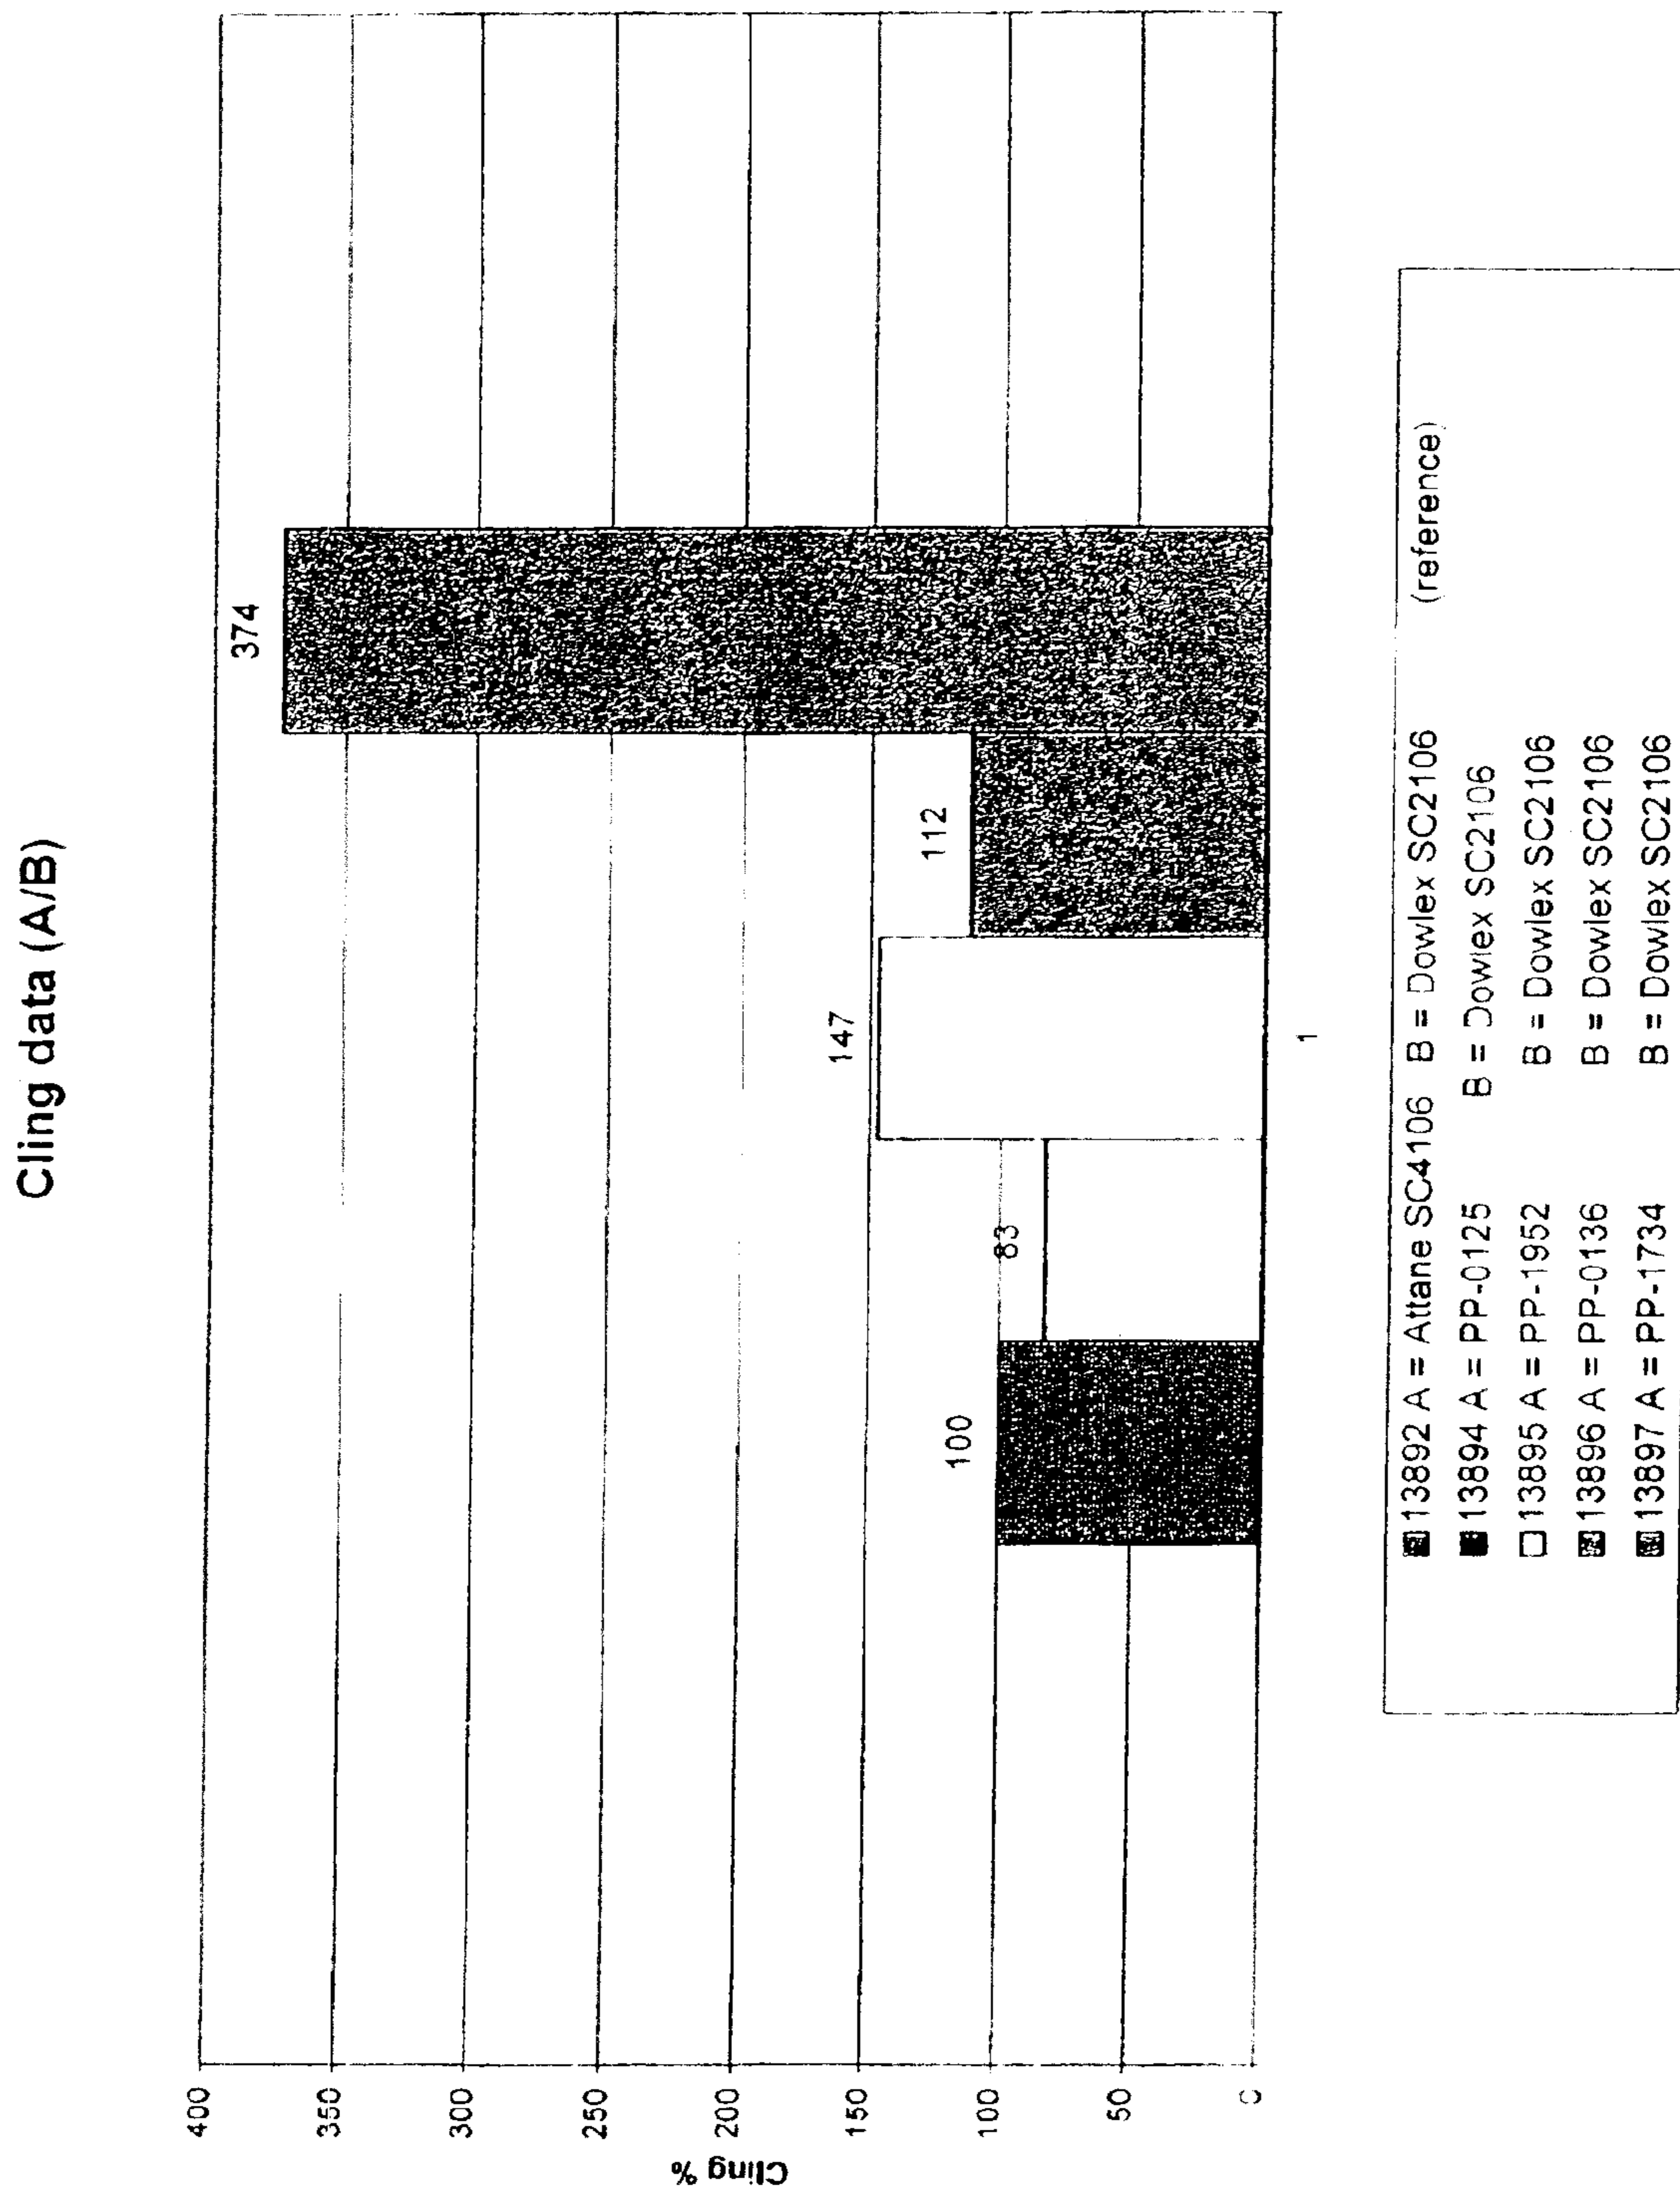 Cling data (A/B)
Cling %
400
350
300
250
200
150
100
50
0
100
83
147
112
374
1
13892 A = Attane SC4106 B = Dowlex SC2106 (reference)
13894 A = PP-0125 B = Dowlex SC2106
13895 A = PP-1952 B = Dowlex SC2106
13896 A = PP-0136 B = Dowlex SC2106
13897 A = PP-1734 B = Dowlex SC2106